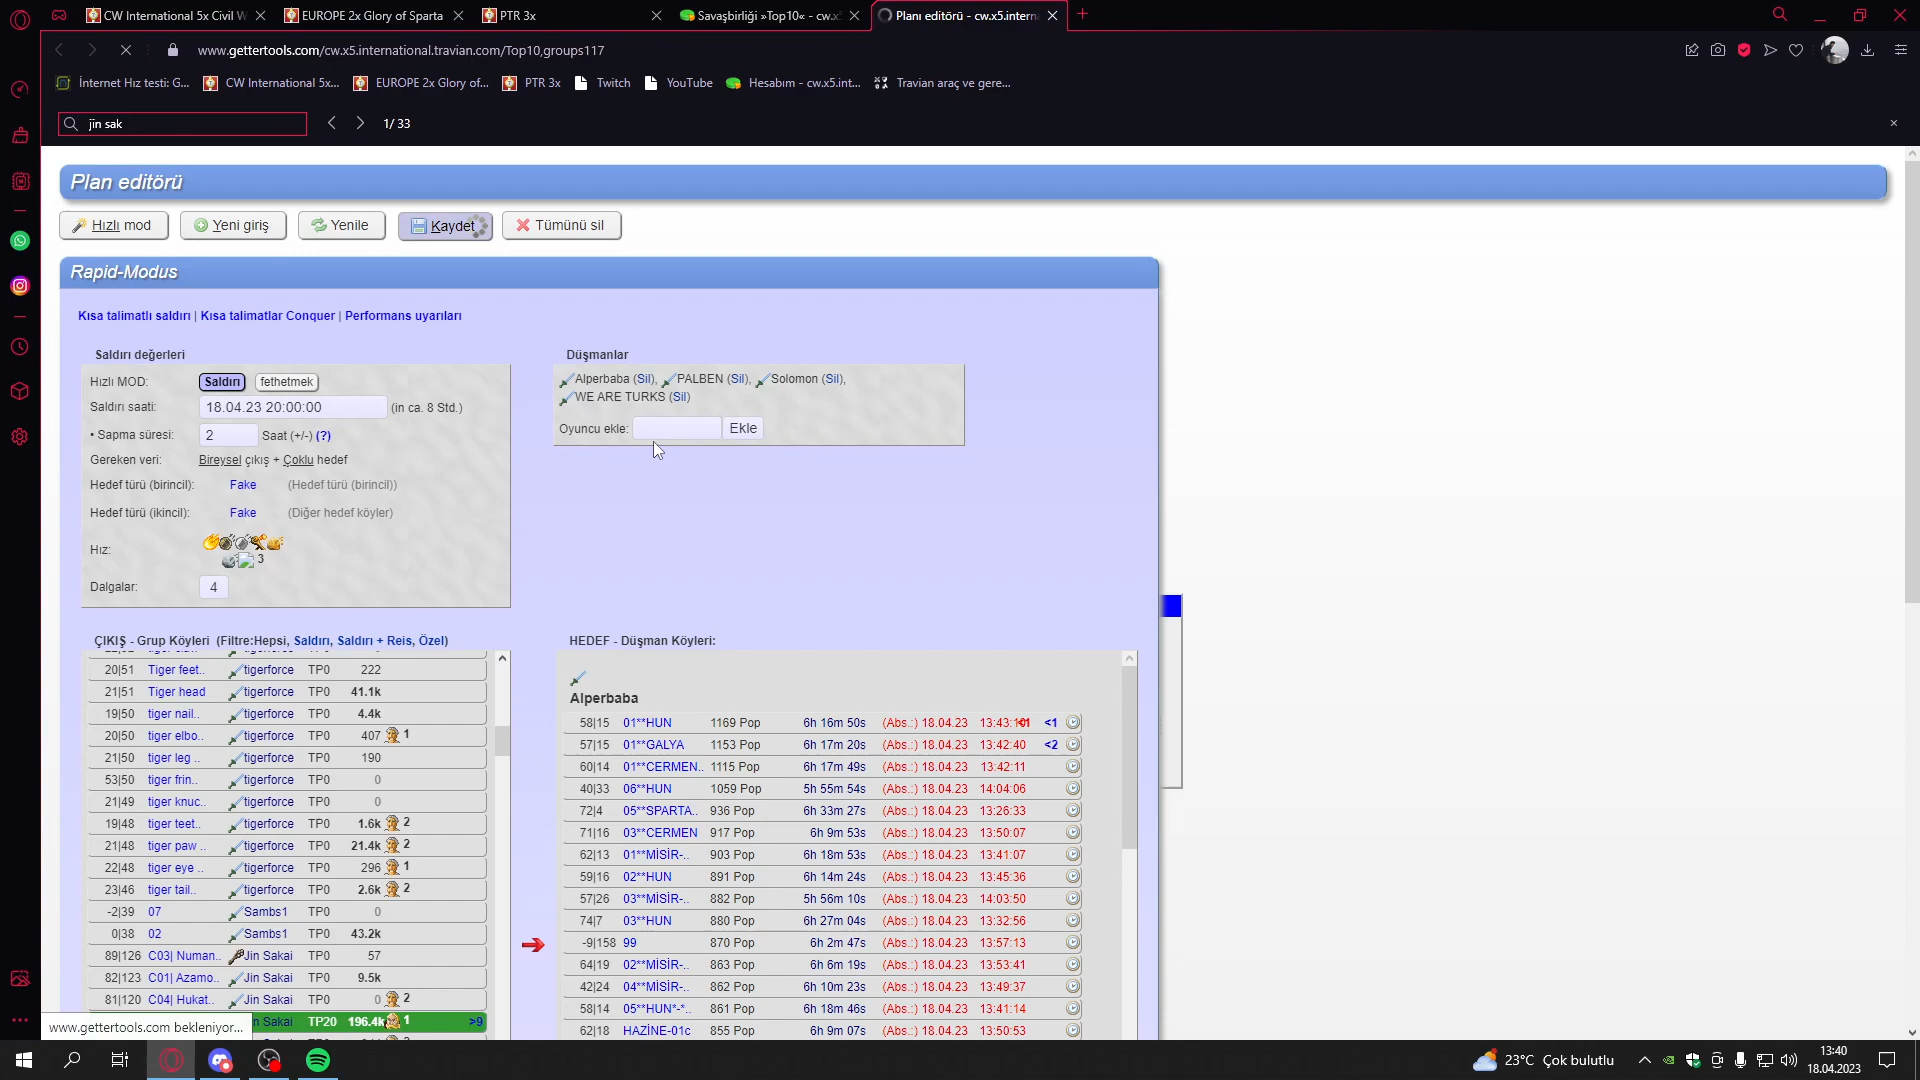 CW International 5x Civil W
EUROPE 2x Glory of Sparta
PTR 3x
Savaşbirliği »Top10« - cw.x5
Planı editörü - cw.x5.intern
www.gettertools.com/cw.x5.international.travian.com/Top10,groups117
İnternet Hız testi: G...
CW International 5x...
EUROPE 2x Glory of...
PTR 3x
Twitch
YouTube
Hesabım - cw.x5.int...
Travian araç ve gere...
jin sak
1/ 33
Plan editörü
Hızlı mod
Yeni giriş
Yenile
Kaydet
Tümünü sil
Rapid-Modus
Kısa talimatlı saldırı | Kısa talimatlar Conquer | Performans uyarıları
Saldırı değerleri
Hızlı MOD: Saldırı fethetmek
Saldırı saati: 18.04.23 20:00:00 (in ca. 8 Std.)
• Sapma süresi: 2 Saat (+/-) (?)
Gereken veri: Bireysel çıkış + Çoklu hedef
Hedef türü (birincil): Fake (Hedef türü (birincil))
Hedef türü (ikincil): Fake (Diğer hedef köyler)
Hız: 3
Dalgalar: 4
Düşmanlar
Alperbaba (Sil), PALBEN (Sil), Solomon (Sil),
WE ARE TURKS (Sil)
Oyuncu ekle: Ekle
ÇIKIŞ - Grup Köyleri (Filtre:Hepsi, Saldırı, Saldırı + Reis, Özel)
20|51 Tiger feet.. tigerforce TP0 222
21|51 Tiger head tigerforce TP0 41.1k
19|50 tiger nail.. tigerforce TP0 4.4k
20|50 tiger elbo.. tigerforce TP0 407 1
21|50 tiger leg .. tigerforce TP0 190
53|50 tiger frin.. tigerforce TP0 0
21|49 tiger knuc.. tigerforce TP0 0
19|48 tiger teet.. tigerforce TP0 1.6k 2
21|48 tiger paw .. tigerforce TP0 21.4k 2
22|48 tiger eye .. tigerforce TP0 296 1
23|46 tiger tail.. tigerforce TP0 2.6k 2
-2|39 07 Sambs1 TP0 0
0|38 02 Sambs1 TP0 43.2k
89|126 C03| Numan.. Jin Sakai TP0 57
82|123 C01| Azamo.. Jin Sakai TP0 9.5k
81|120 C04| Hukat.. Jin Sakai TP0 0 2
n Sakai TP20 196.4k 1 >9
HEDEF - Düşman Köyleri:
Alperbaba
58|15 01**HUN 1169 Pop 6h 16m 50s (Abs.:) 18.04.23 <1
57|15 01**GALYA 1153 Pop 6h 17m 20s (Abs.:) 18.04.23 13:42:40 <2
60|14 01**CERMEN.. 1115 Pop 6h 17m 49s (Abs.:) 18.04.23 13:42:11
40|33 06**HUN 1059 Pop 5h 55m 54s (Abs.:) 18.04.23 14:04:06
72|4 05**SPARTA.. 936 Pop 6h 33m 27s (Abs.:) 18.04.23 13:26:33
71|16 03**CERMEN 917 Pop 6h 9m 53s (Abs.:) 18.04.23 13:50:07
62|13 01**MİSİR-.. 903 Pop 6h 18m 53s (Abs.:) 18.04.23 13:41:07
59|16 02**HUN 891 Pop 6h 14m 24s (Abs.:) 18.04.23 13:45:36
57|26 03**MİSİR-.. 882 Pop 5h 56m 10s (Abs.:) 18.04.23 14:03:50
74|7 03**HUN 880 Pop 6h 27m 04s (Abs.:) 18.04.23 13:32:56
-9|158 99 870 Pop 6h 2m 47s (Abs.:) 18.04.23 13:57:13
64|19 02**MİSİR-.. 863 Pop 6h 6m 19s (Abs.:) 18.04.23 13:53:41
42|24 04**MİSİR-.. 862 Pop 6h 10m 23s (Abs.:) 18.04.23 13:49:37
58|14 05**HUN*-*.. 861 Pop 6h 18m 46s (Abs.:) 18.04.23 13:41:14
62|18 HAZİNE-01c 855 Pop 6h 9m 07s (Abs.:) 18.04.23 13:50:53
www.gettertools.com bekleniyor...
23°C Çok bulutlu
13:40
18.04.2023